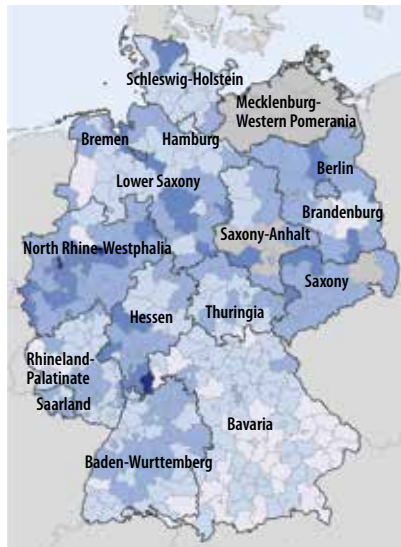 Schleswig-Holstein
Mecklenburg-
Western Pomerania
Bremen
Hamburg
Berlin
Lower Saxony
Brandenburg
Saxony-Anhalt
North Rhine-Westphalia
Saxony
Hessen
Thuringia
Rhineland-
Palatinate
Saarland
Bavaria
Baden-Wurttemberg